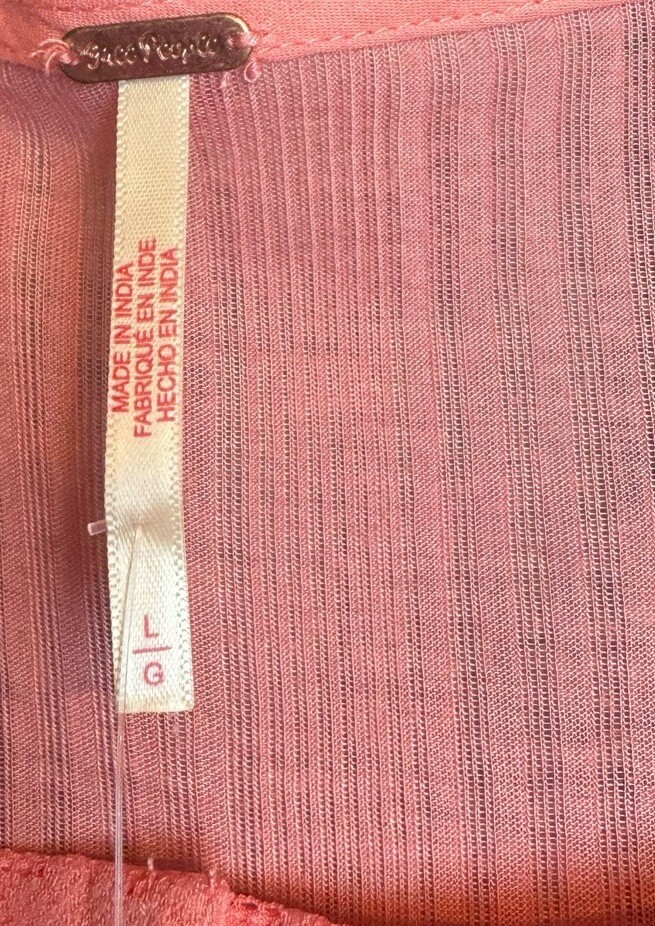 Free People
MADE IN INDIA
FABRIQUÉ EN INDE
HECHO EN INDIA
L
G